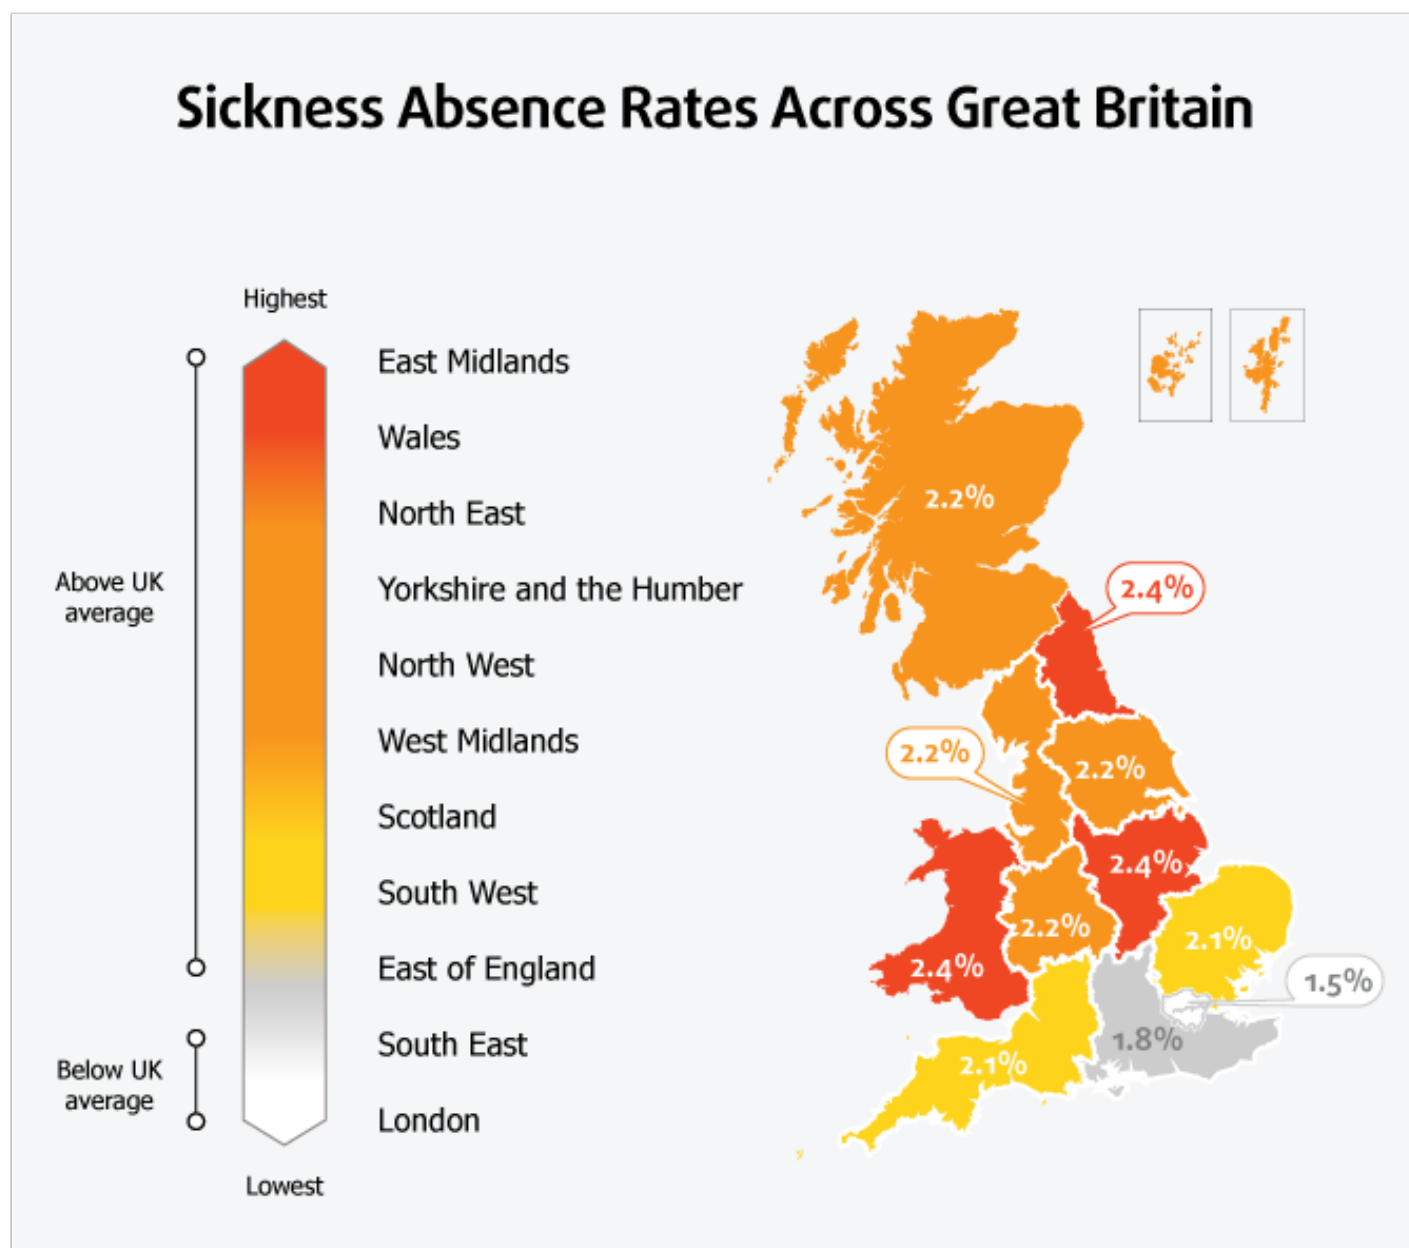 Sickness Absence Rates Across Great Britain
Highest
East Midlands
Wales
North East
Yorkshire and the Humber
North West
West Midlands
Scotland
South West
East of England
South East
London
Lowest
Above UK
average
Below UK
average
2.2%
2.4%
2.2%
2.2%
2.4%
2.2%
2.1%
2.4%
1.5%
1.8%
2.1%